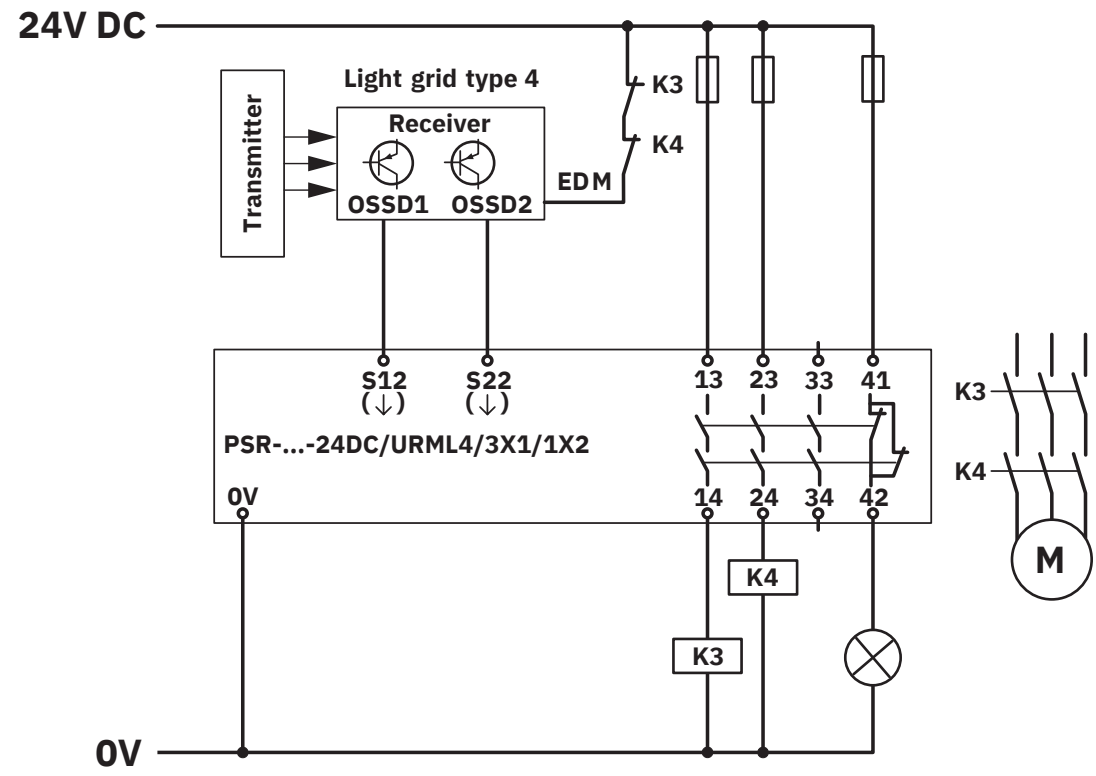 24V DC
Light grid type 4
Transmitter
Receiver
OSSD1 OSSD2
EDM
K3
K4
S12 S22
(↓) (↓)
13 23 33 41
PSR-...-24DC/URML4/3X1/1X2
0V
14 24 34 42
K3
K4
M
K4
K3
0V